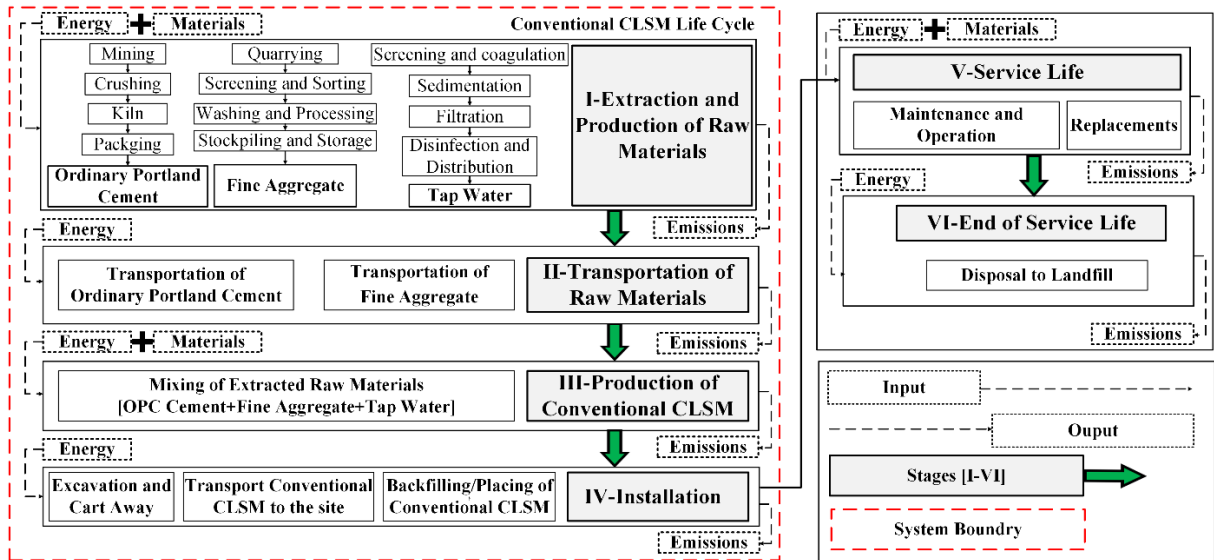 Conventional CLSM Life Cycle
Energy
Materials
Mining
Crushing
Kiln
Packging
Ordinary Portland
Cement
Quarrying
Screening and Sorting
Washing and Processing
Stockpiling and Storage
Fine Aggregate
Screening and coagulation
Sedimentation
Filtration
Disinfection and
Distribution
Tap Water
I-Extraction and
Production of Raw
Materials
Emissions
Energy
Transportation of
Ordinary Portland Cement
Transportation of
Fine Aggregate
II-Transportation of
Raw Materials
Emissions
Energy
Materials
Mixing of Extracted Raw Materials
[OPC Cement+Fine Aggregate+Tap Water]
III-Production of
Conventional CLSM
Emissions
Energy
Excavation and
Cart Away
Transport Conventional
CLSM to the site
Backfilling/Placing of
Conventional CLSM
IV-Installation
Emissions
Energy
Materials
V-Service Life
Maintenance and
Operation
Replacements
Emissions
Energy
VI-End of Service Life
Disposal to Landfill
Emissions
Input
Ouput
Stages [I-VI]
System Boundry